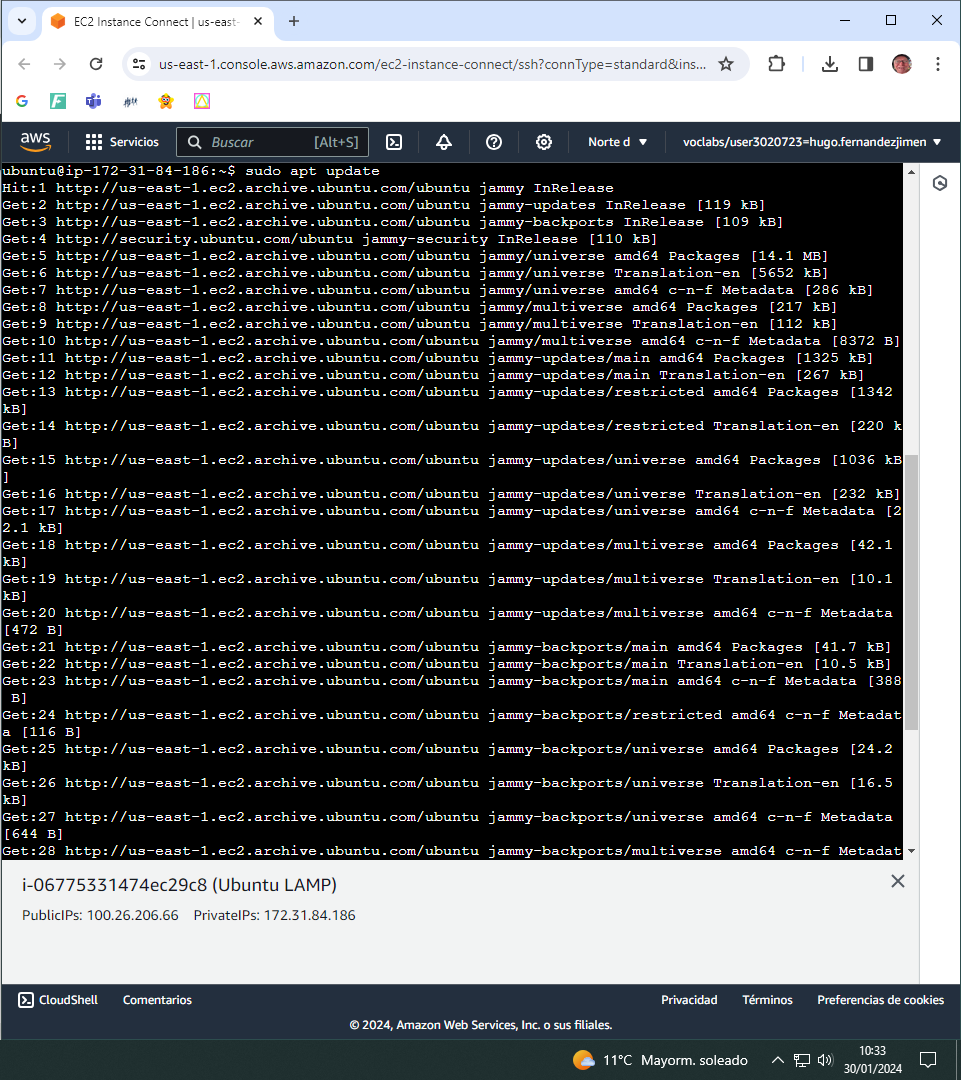 EC2 Instance Connect | us-east-
us-east-1.console.aws.amazon.com/ec2-instance-connect/ssh?connType=standard&ins...
aws
Servicios
Buscar
[Alt+S]
Norte d
voclabs/user3020723=hugo.fernandezjimen
ubuntu@ip-172-31-84-186:~$ sudo apt update
Hit:1 http://us-east-1.ec2.archive.ubuntu.com/ubuntu jammy InRelease
Get:2 http://us-east-1.ec2.archive.ubuntu.com/ubuntu jammy-updates InRelease [119 kB]
Get:3 http://us-east-1.ec2.archive.ubuntu.com/ubuntu jammy-backports InRelease [109 kB]
Get:4 http://security.ubuntu.com/ubuntu jammy-security InRelease [110 kB]
Get:5 http://us-east-1.ec2.archive.ubuntu.com/ubuntu jammy/universe amd64 Packages [14.1 MB]
Get:6 http://us-east-1.ec2.archive.ubuntu.com/ubuntu jammy/universe Translation-en [5652 kB]
Get:7 http://us-east-1.ec2.archive.ubuntu.com/ubuntu jammy/universe amd64 c-n-f Metadata [286 kB]
Get:8 http://us-east-1.ec2.archive.ubuntu.com/ubuntu jammy/multiverse amd64 Packages [217 kB]
Get:9 http://us-east-1.ec2.archive.ubuntu.com/ubuntu jammy/multiverse Translation-en [112 kB]
Get:10 http://us-east-1.ec2.archive.ubuntu.com/ubuntu jammy/multiverse amd64 c-n-f Metadata [8372 B]
Get:11 http://us-east-1.ec2.archive.ubuntu.com/ubuntu jammy-updates/main amd64 Packages [1325 kB]
Get:12 http://us-east-1.ec2.archive.ubuntu.com/ubuntu jammy-updates/main Translation-en [267 kB]
Get:13 http://us-east-1.ec2.archive.ubuntu.com/ubuntu jammy-updates/restricted amd64 Packages [1342
kB]
Get:14 http://us-east-1.ec2.archive.ubuntu.com/ubuntu jammy-updates/restricted Translation-en [220 k
B]
Get:15 http://us-east-1.ec2.archive.ubuntu.com/ubuntu jammy-updates/universe amd64 Packages [1036 kB
]
Get:16 http://us-east-1.ec2.archive.ubuntu.com/ubuntu jammy-updates/universe Translation-en [232 kB]
Get:17 http://us-east-1.ec2.archive.ubuntu.com/ubuntu jammy-updates/universe amd64 c-n-f Metadata [2
2.1 kB]
Get:18 http://us-east-1.ec2.archive.ubuntu.com/ubuntu jammy-updates/multiverse amd64 Packages [42.1
kB]
Get:19 http://us-east-1.ec2.archive.ubuntu.com/ubuntu jammy-updates/multiverse Translation-en [10.1
kB]
Get:20 http://us-east-1.ec2.archive.ubuntu.com/ubuntu jammy-updates/multiverse amd64 c-n-f Metadata
[472 B]
Get:21 http://us-east-1.ec2.archive.ubuntu.com/ubuntu jammy-backports/main amd64 Packages [41.7 kB]
Get:22 http://us-east-1.ec2.archive.ubuntu.com/ubuntu jammy-backports/main Translation-en [10.5 kB]
Get:23 http://us-east-1.ec2.archive.ubuntu.com/ubuntu jammy-backports/main amd64 c-n-f Metadata [388
B]
Get:24 http://us-east-1.ec2.archive.ubuntu.com/ubuntu jammy-backports/restricted amd64 c-n-f Metadat
a [116 B]
Get:25 http://us-east-1.ec2.archive.ubuntu.com/ubuntu jammy-backports/universe amd64 Packages [24.2
kB]
Get:26 http://us-east-1.ec2.archive.ubuntu.com/ubuntu jammy-backports/universe Translation-en [16.5
kB]
Get:27 http://us-east-1.ec2.archive.ubuntu.com/ubuntu jammy-backports/universe amd64 c-n-f Metadata
[644 B]
Get:28 http://us-east-1.ec2.archive.ubuntu.com/ubuntu jammy-backports/multiverse amd64 c-n-f Metadat
i-06775331474ec29c8 (Ubuntu LAMP)
PublicIPs: 100.26.206.66 PrivateIPs: 172.31.84.186
CloudShell
Comentarios
Privacidad
Términos
Preferencias de cookies
© 2024, Amazon Web Services, Inc. o sus filiales.
11°C Mayorm. soleado
10:33
30/01/2024